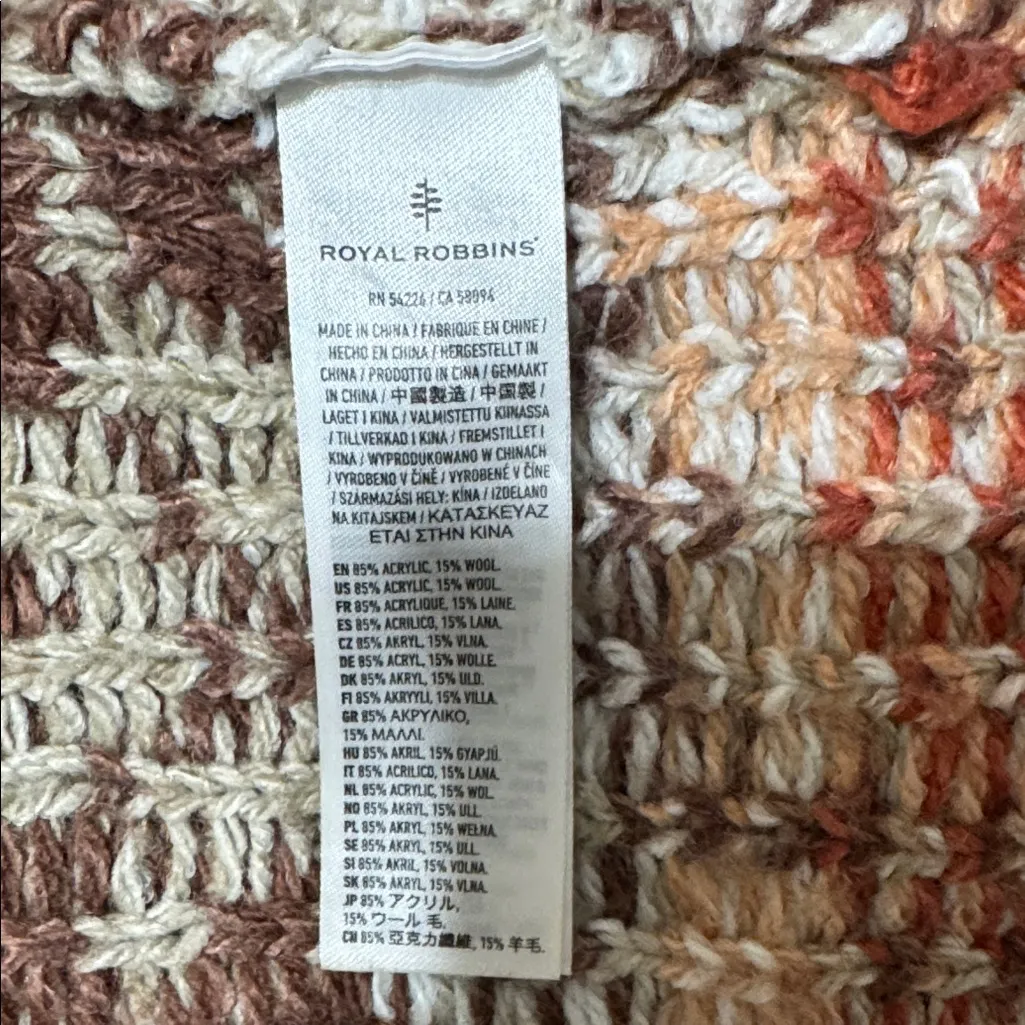 ROYAL ROBBINS®
RN 54226 / CA 58094
MADE IN CHINA / FABRIQUE EN CHINE /
HECHO EN CHINA / HERGESTELLT IN
CHINA / PRODOTTO IN CINA / GEMAAKT
IN CHINA / 中國製造 / 中国製 /
LAGET I KINA / VALMISTETTU KIINASSA
/ TILLVERKAD I KINA / FREMSTILLET I
KINA / WYPRODUKOWANO W CHINACH
/ VYROBENO V ČÍNĚ / VYROBENÉ V ČÍNE
/ SZÁRMAZÁSI HELY: KÍNA / IZDELANO
NA KITAJSKEM / ΚΑΤΑΣΚΕΥΑΖ
ΕΤΑΙ ΣΤΗΝ ΚΙΝΑ
EN 85% ACRYLIC, 15% WOOL.
US 85% ACRYLIC, 15% WOOL.
FR 85% ACRYLIQUE, 15% LAINE.
ES 85% ACRILICO, 15% LANA.
CZ 85% AKRYL, 15% VLNA.
DE 85% ACRYL, 15% WOLLE.
DK 85% AKRYL, 15% ULD.
FI 85% AKRYYLI, 15% VILLA.
GR 85% ΑΚΡΥΛΙΚΟ,
15% ΜΑΛΛΙ.
HU 85% AKRIL, 15% GYAPJÚ.
IT 85% ACRILICO, 15% LANA.
NL 85% ACRYLIC, 15% WOL.
NO 85% AKRYL, 15% ULL.
PL 85% AKRYL, 15% WEŁNA.
SE 85% AKRYL, 15% ULL.
SI 85% AKRIL, 15% VOLNA.
SK 85% AKRYL, 15% VLNA.
JP 85% アクリル,
15% ウール 毛.
CN 85% 亞克力纖維, 15% 羊毛.